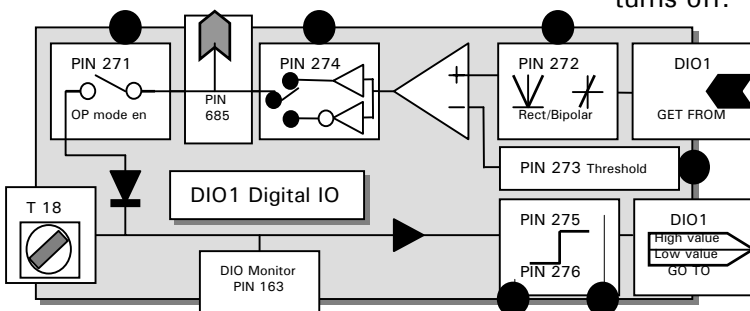 turns off.
PIN 271
OP mode en
PIN
685
PIN 274
PIN 272
Rect/Bipolar
DIO1
GET FROM
PIN 273 Threshold
DIO1 Digital IO
T 18
DIO Monitor
PIN 163
PIN 275
PIN 276
DIO1
High value
Low value
GO TO